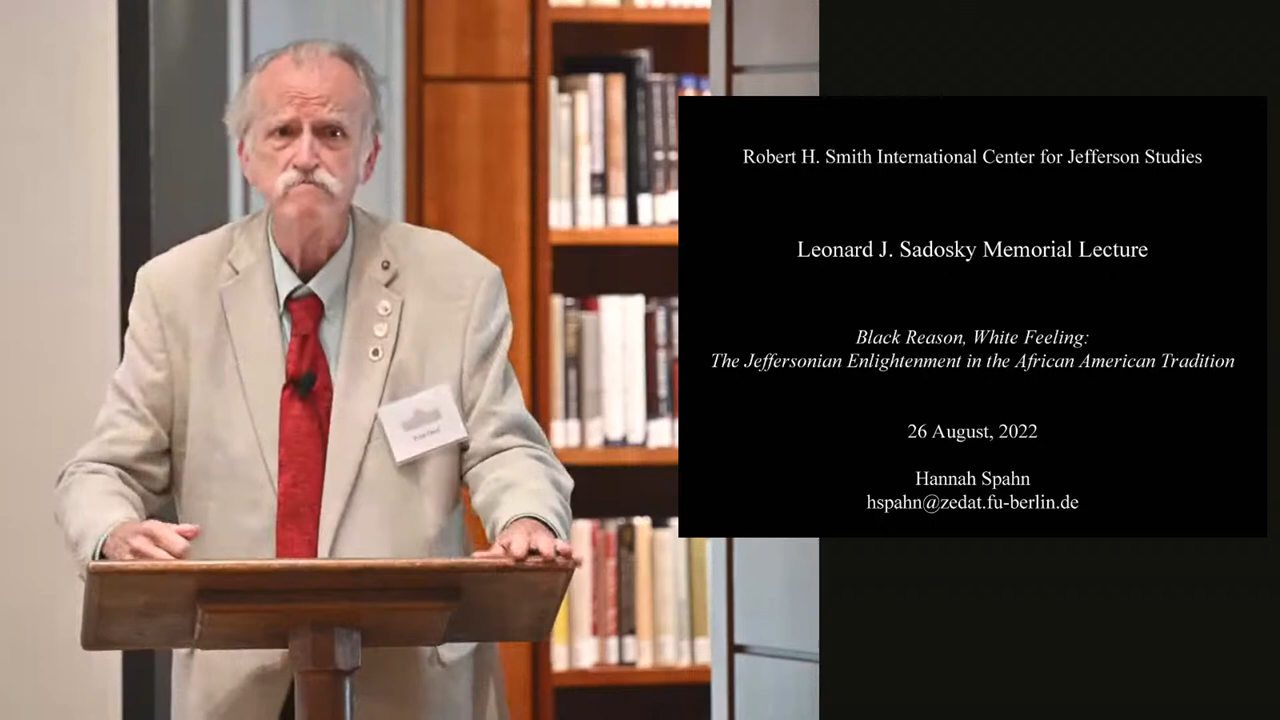 Robert H. Smith International Center for Jefferson Studies
Leonard J. Sadosky Memorial Lecture
Black Reason, White Feeling:
The Jeffersonian Enlightenment in the African American Tradition
26 August, 2022
Hannah Spahn
hspahn@zedat.fu-berlin.de